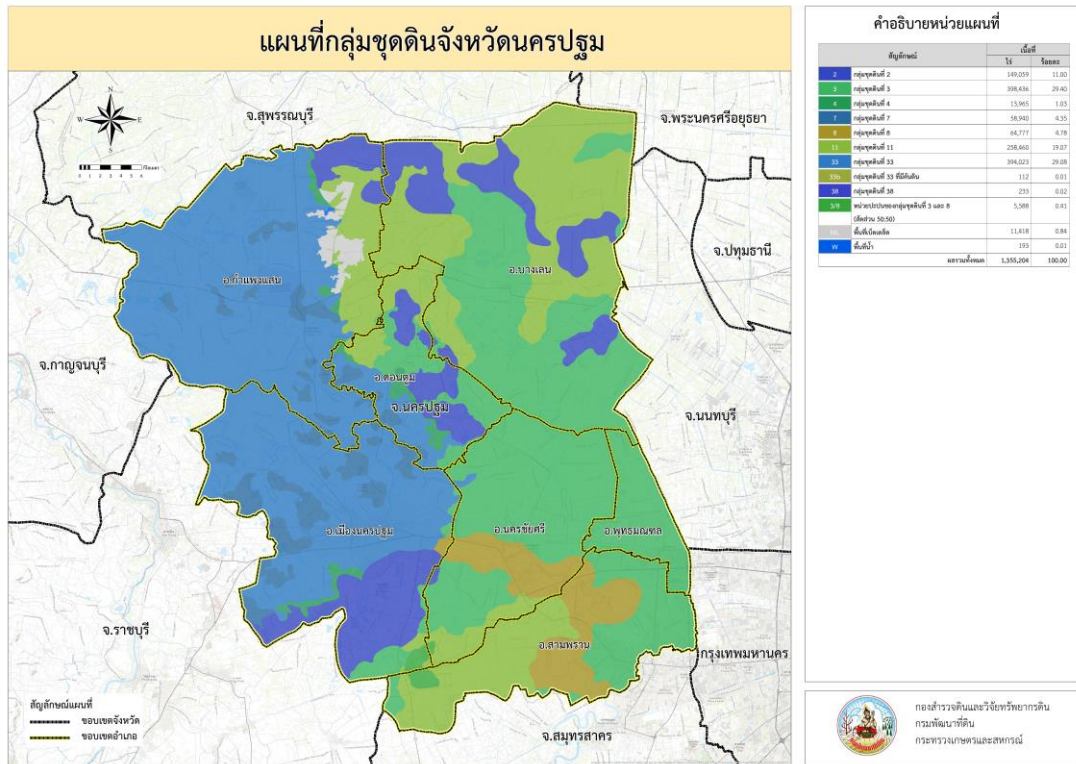 แผนที่กลุ่มชุดดินจังหวัดนครปฐม
N
W E
S
0 1 2 3 4 5 6
จ.สุพรรณบุรี
จ.พระนครศรีอยุธยา
จ.ปทุมธานี
อ.บางเลน
อ.กำแพงแสน
จ.กาญจนบุรี
อ.ดอนตูม
จ.นครปฐม
จ.นนทบุรี
อ.เมืองนครปฐม
อ.นครชัยศรี
อ.พุทธมณฑล
จ.ราชบุรี
อ.สามพราน
กรุงเทพมหานคร
จ.สมุทรสาคร
สัญลักษณ์แผนที่
ขอบเขตจังหวัด
ขอบเขตอำเภอ
คำอธิบายหน่วยแผนที่
สัญลักษณ์ เนื้อที่
ไร่ ร้อยละ
2 กลุ่มชุดดินที่ 2 149,059 11.00
3 กลุ่มชุดดินที่ 3 398,436 29.40
4 กลุ่มชุดดินที่ 4 13,965 1.03
7 กลุ่มชุดดินที่ 7 58,940 4.35
8 กลุ่มชุดดินที่ 8 64,777 4.78
11 กลุ่มชุดดินที่ 11 258,460 19.07
33 กลุ่มชุดดินที่ 33 394,023 29.08
33b กลุ่มชุดดินที่ 33 ที่มีคันดิน 112 0.01
38 กลุ่มชุดดินที่ 38 233 0.02
3/8 หน่วยปะปนของกลุ่มชุดดินที่ 3 และ 8 5,588 0.41
(สัดส่วน 50:50)
พื้นที่เบ็ดเตล็ด 11,418 0.84
W พื้นที่น้ำ 193 0.01
ผลรวมทั้งหมด 1,355,204 100.00
กองสำรวจดินและวิจัยทรัพยากรดิน
กรมพัฒนาที่ดิน
กระทรวงเกษตรและสหกรณ์